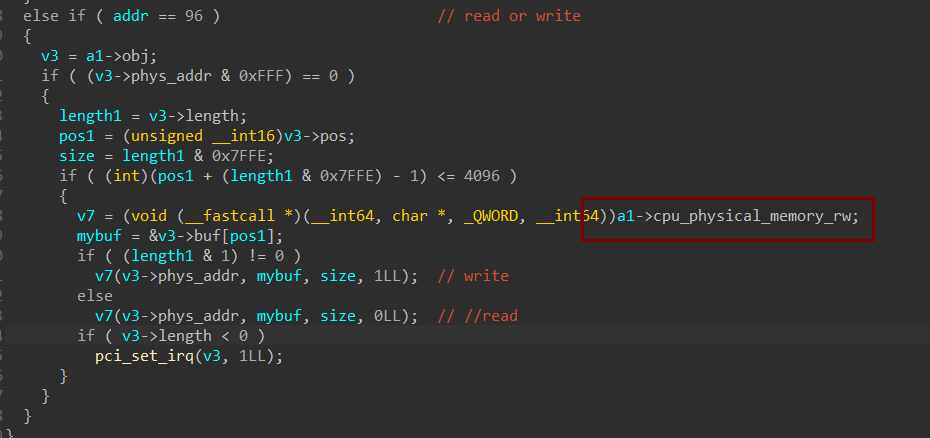 else if ( addr == 96 ) // read or write
{
v3 = a1->obj;
if ( (v3->phys_addr & 0xFFF) == 0 )
{
length1 = v3->length;
pos1 = (unsigned __int16)v3->pos;
size = length1 & 0x7FFE;
if ( (int)(pos1 + (length1 & 0x7FFE) - 1) <= 4096 )
{
v7 = (void (__fastcall *)(__int64, char *, _QWORD, __int64))a1->cpu_physical_memory_rw;
mybuf = &v3->buf[pos1];
if ( (length1 & 1) != 0 )
v7(v3->phys_addr, mybuf, size, 1LL); // write
else
v7(v3->phys_addr, mybuf, size, 0LL); // //read
if ( v3->length < 0 )
pci_set_irq(v3, 1LL);
}
}
}